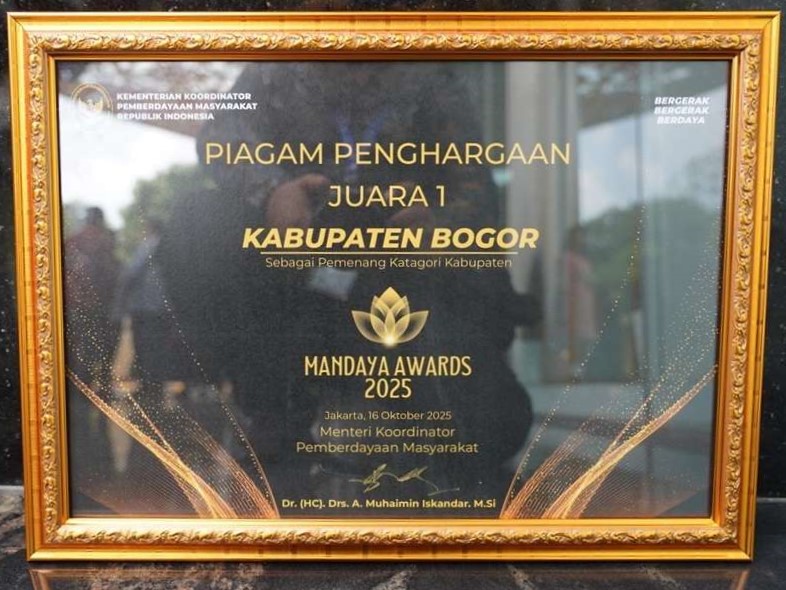 KEMENTERIAN KOORDINATOR
PEMBERDAYAAN MASYARAKAT
REPUBLIK INDONESIA
BERGERAK
BERGERAK
BERDAYA
PIAGAM PENGHARGAAN
JUARA 1
KABUPATEN BOGOR
Sebagai Pemenang Katagori Kabupaten
MANDAYA AWARDS
2025
Jakarta, 16 Oktober 2025
Menteri Koordinator
Pemberdayaan Masyarakat
Dr. (HC). Drs. A. Muhaimin Iskandar. M.Si